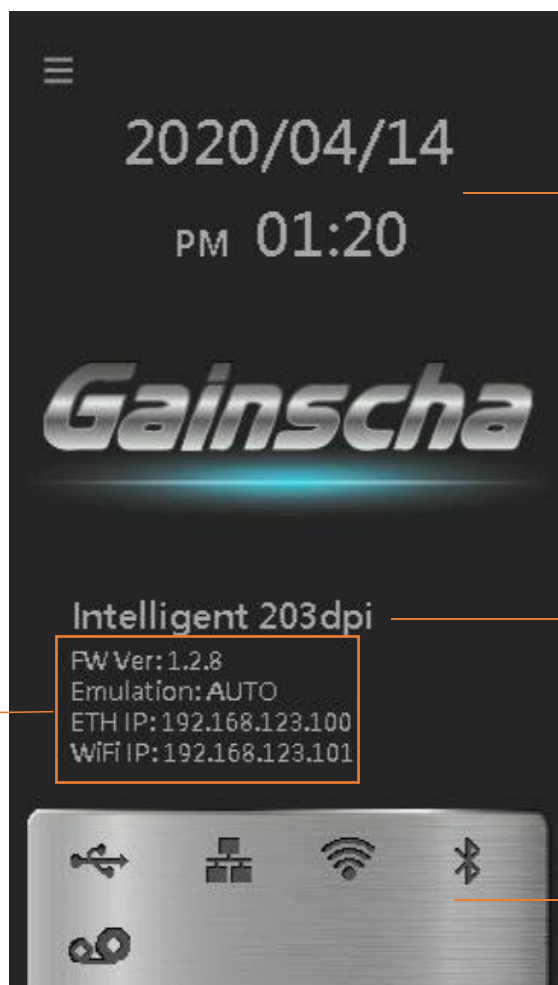 2020/04/14
PM 01:20
Gainscha
Intelligent 203dpi
FW Ver: 1.2.8
Emulation: AUTO
ETH IP: 192.168.123.100
WiFi IP: 192.168.123.101